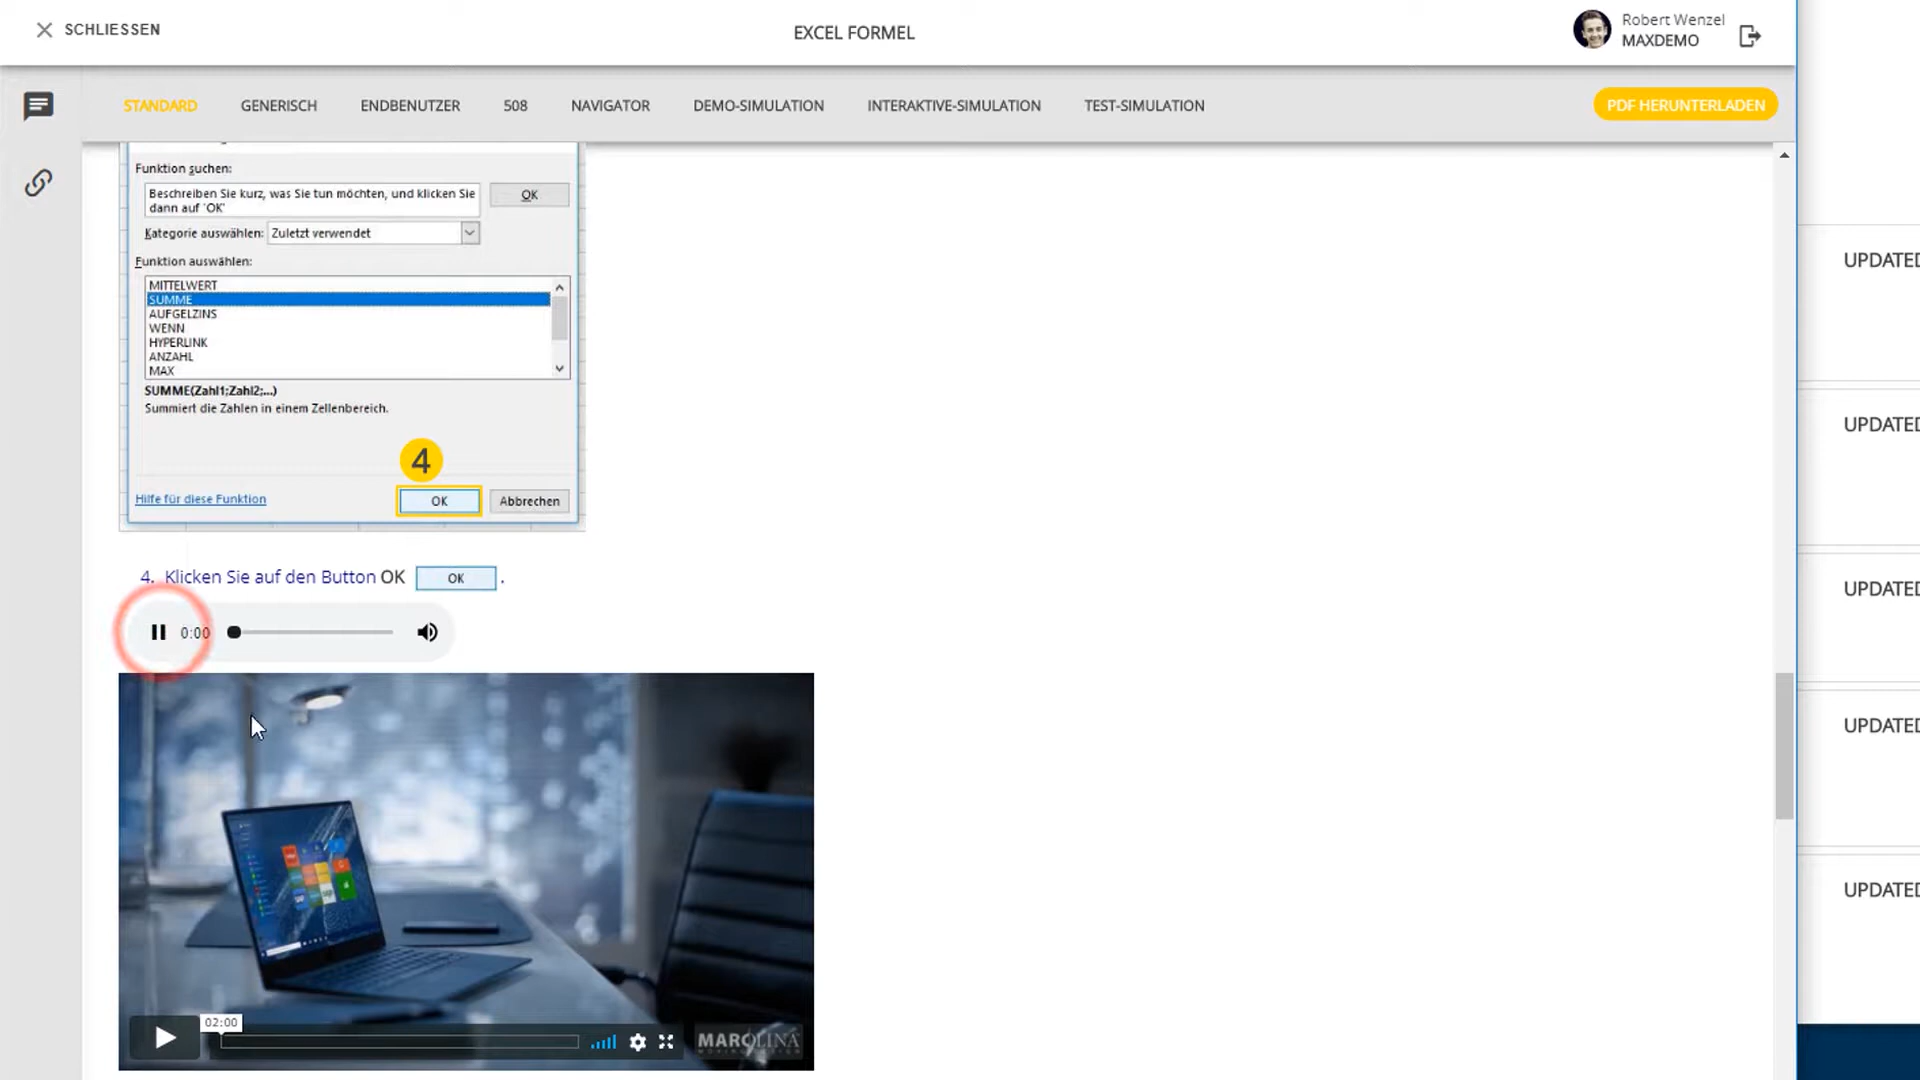 SCHLIESSEN
EXCEL FORMEL
Robert Wenzel
MAXDEMO
STANDARD
GENERISCH
ENDBENUTZER
508
NAVIGATOR
DEMO-SIMULATION
INTERAKTIVE-SIMULATION
TEST-SIMULATION
PDF HERUNTERLADEN
Funktion suchen:
Beschreiben Sie kurz, was Sie tun möchten, und klicken Sie
dann auf 'OK'
OK
Kategorie auswählen:
Zuletzt verwendet
Funktion auswählen:
MITTELWERT
SUMME
AUFGELZINS
WENN
HYPERLINK
ANZAHL
MAX
SUMME(Zahl1;Zahl2;...)
Summiert die Zahlen in einem Zellenbereich.
4
Hilfe für diese Funktion
OK
Abbrechen
4. Klicken Sie auf den Button OK OK .
0:00
02:00
MAROLINA
UPDATED
UPDATED
UPDATED
UPDATED
UPDATED